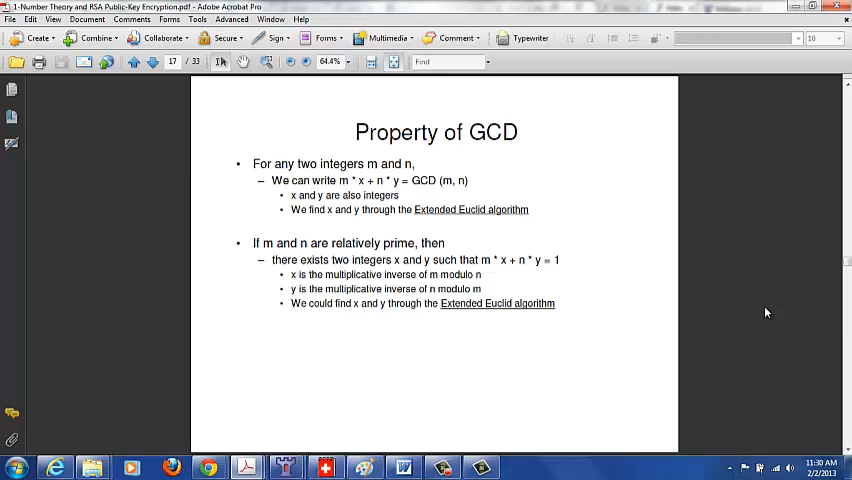 1-Number Theory and RSA Public-Key Encryption.pdf - Adobe Acrobat Pro
File Edit View Document Comments Forms Tools Advanced Window Help
Create Combine Collaborate Secure Sign Forms Multimedia Comment Typewriter 10
17 / 33 64.4% Find
Property of GCD
• For any two integers m and n,
– We can write m * x + n * y = GCD (m, n)
• x and y are also integers
• We find x and y through the Extended Euclid algorithm
• If m and n are relatively prime, then
– there exists two integers x and y such that m * x + n * y = 1
• x is the multiplicative inverse of m modulo n
• y is the multiplicative inverse of n modulo m
• We could find x and y through the Extended Euclid algorithm
11:30 AM
2/2/2013